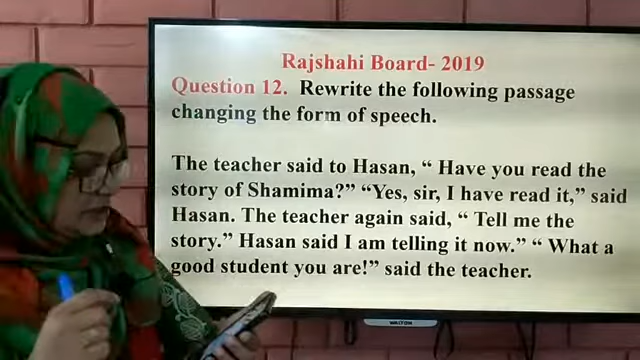 Rajshahi Board- 2019
Question 12. Rewrite the following passage
changing the form of speech.
The teacher said to Hasan, “ Have you read the
story of Shamima?” “Yes, sir, I have read it,” said
Hasan. The teacher again said, “ Tell me the
story.” Hasan said I am telling it now.” “ What a
good student you are!” said the teacher.
WALTON